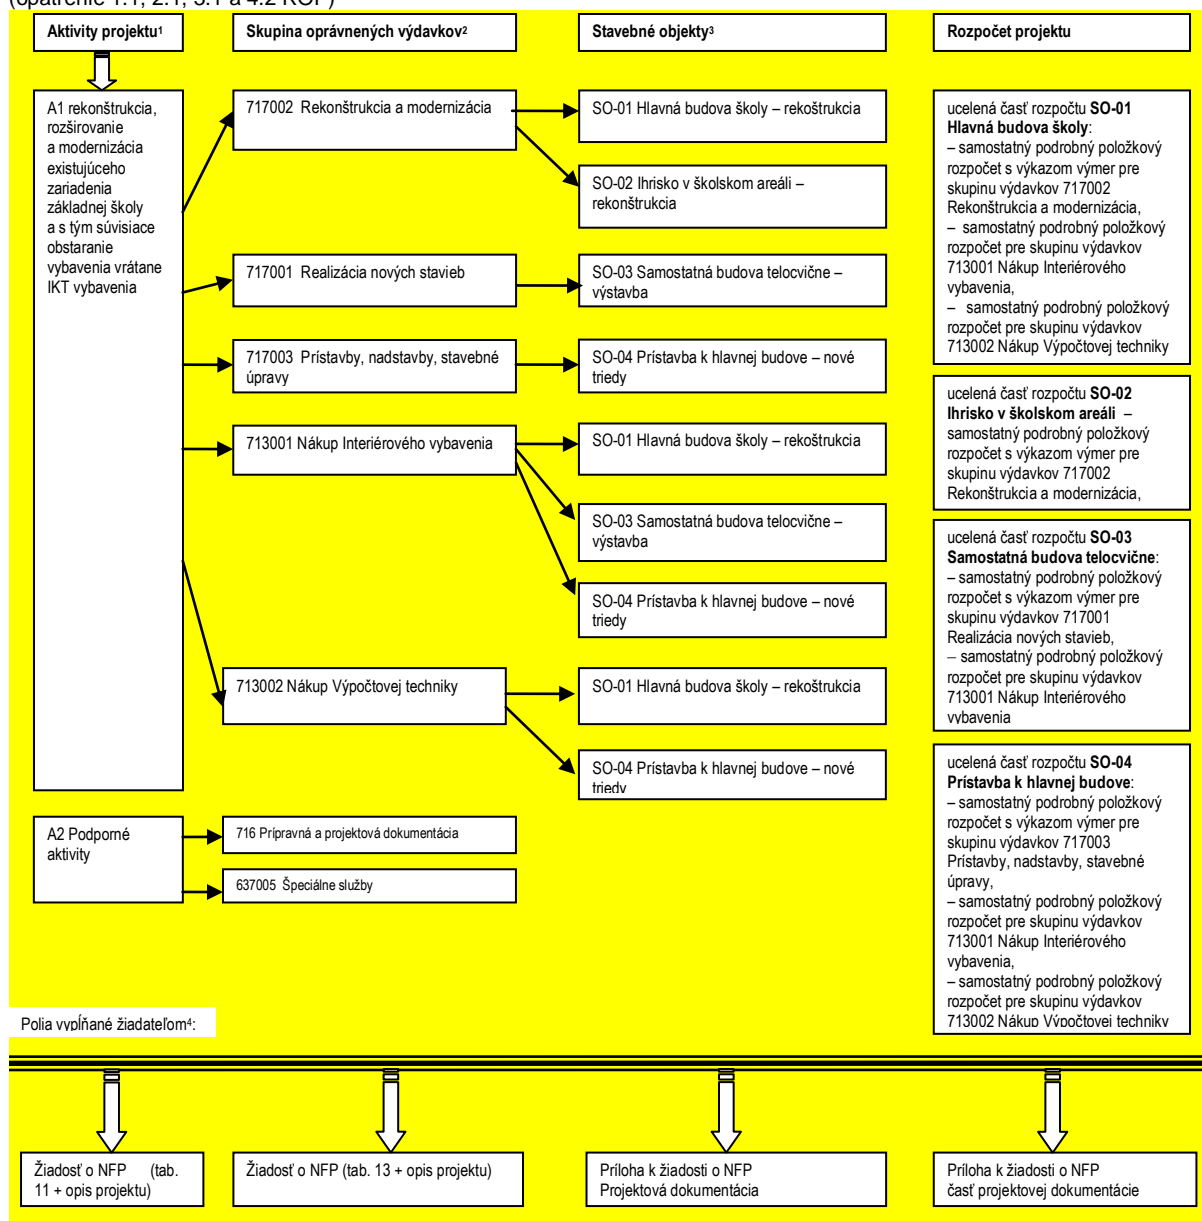 (opatrenie 1.1, 2.1, 3.1 a 4.2 ROP)
Aktivity projektu¹
Skupina oprávnených výdavkov²
Stavebné objekty³
Rozpočet projektu
A1 rekonštrukcia,
rozširovanie
a modernizácia
existujúceho
zariadenia
základnej školy
a s tým súvisiace
obstaranie
vybavenia vrátane
IKT vybavenia
717002 Rekonštrukcia a modernizácia
717001 Realizácia nových stavieb
717003 Prístavby, nadstavby, stavebné
úpravy
713001 Nákup Interiérového vybavenia
713002 Nákup Výpočtovej techniky
SO-01 Hlavná budova školy – rekoštrukcia
SO-02 Ihrisko v školskom areáli –
rekonštrukcia
SO-03 Samostatná budova telocvične –
výstavba
SO-04 Prístavba k hlavnej budove – nové
triedy
SO-01 Hlavná budova školy – rekoštrukcia
SO-03 Samostatná budova telocvične –
výstavba
SO-04 Prístavba k hlavnej budove – nové
triedy
SO-01 Hlavná budova školy – rekoštrukcia
SO-04 Prístavba k hlavnej budove – nové
triedy
ucelená časť rozpočtu SO-01
Hlavná budova školy:
– samostatný podrobný položkový
rozpočet s výkazom výmer pre
skupinu výdavkov 717002
Rekonštrukcia a modernizácia,
– samostatný podrobný položkový
rozpočet pre skupinu výdavkov
713001 Nákup Interiérového
vybavenia,
– samostatný podrobný položkový
rozpočet pre skupinu výdavkov
713002 Nákup Výpočtovej techniky
ucelená časť rozpočtu SO-02
Ihrisko v školskom areáli –
samostatný podrobný položkový
rozpočet s výkazom výmer pre
skupinu výdavkov 717002
Rekonštrukcia a modernizácia,
ucelená časť rozpočtu SO-03
Samostatná budova telocvične:
– samostatný podrobný položkový
rozpočet s výkazom výmer pre
skupinu výdavkov 717001
Realizácia nových stavieb,
– samostatný podrobný položkový
rozpočet pre skupinu výdavkov
713001 Nákup Interiérového
vybavenia
ucelená časť rozpočtu SO-04
Prístavba k hlavnej budove:
– samostatný podrobný položkový
rozpočet s výkazom výmer pre
skupinu výdavkov 717003
Prístavby, nadstavby, stavebné
úpravy,
– samostatný podrobný položkový
rozpočet pre skupinu výdavkov
713001 Nákup Interiérového
vybavenia,
– samostatný podrobný položkový
rozpočet pre skupinu výdavkov
713002 Nákup Výpočtovej techniky
A2 Podporné
aktivity
716 Prípravná a projektová dokumentácia
637005 Špeciálne služby
Polia vypĺňané žiadateľom⁴:
Žiadosť o NFP (tab.
11 + opis projektu)
Žiadosť o NFP (tab. 13 + opis projektu)
Príloha k žiadosti o NFP
Projektová dokumentácia
Príloha k žiadosti o NFP
časť projektovej dokumentácie